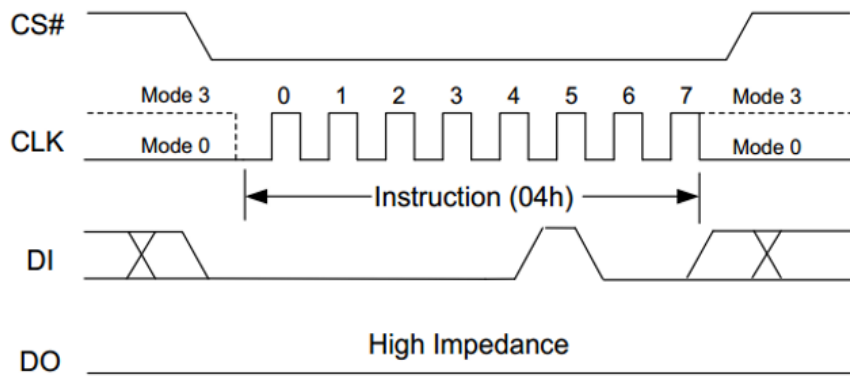 CS#
Mode 3 0 1 2 3 4 5 6 7 Mode 3
CLK
Mode 0 Mode 0
Instruction (04h)
DI
High Impedance
DO